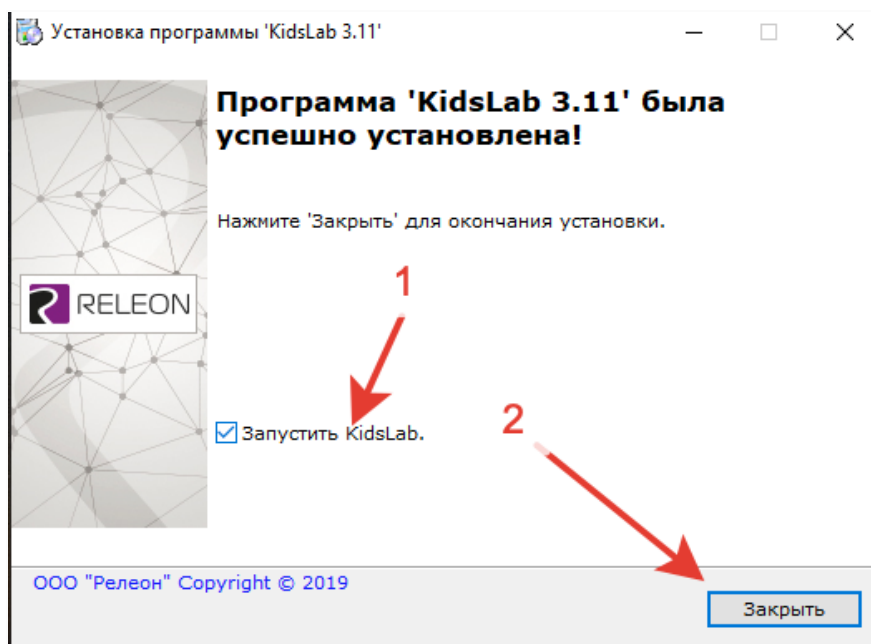 Установка программы 'KidsLab 3.11'
Программа 'KidsLab 3.11' была
успешно установлена!
Нажмите 'Закрыть' для окончания установки.
1
RELEON
Запустить KidsLab.
2
ООО "Релеон" Copyright © 2019
Закрыть